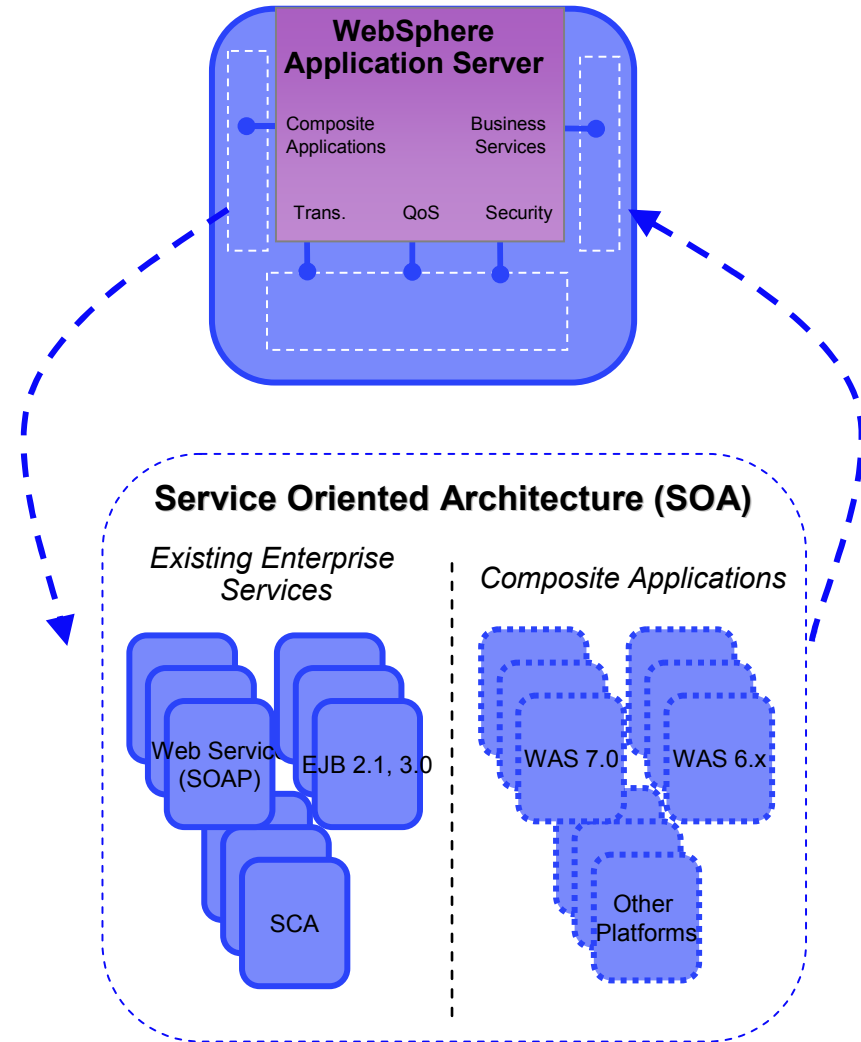 WebSphere
Application Server
Composite
Applications
Business
Services
Trans.
QoS
Security
Service Oriented Architecture (SOA)
Existing Enterprise
Services
Composite Applications
Web Servic
(SOAP)
EJB 2.1, 3.0
SCA
WAS 7.0
WAS 6.x
Other
Platforms